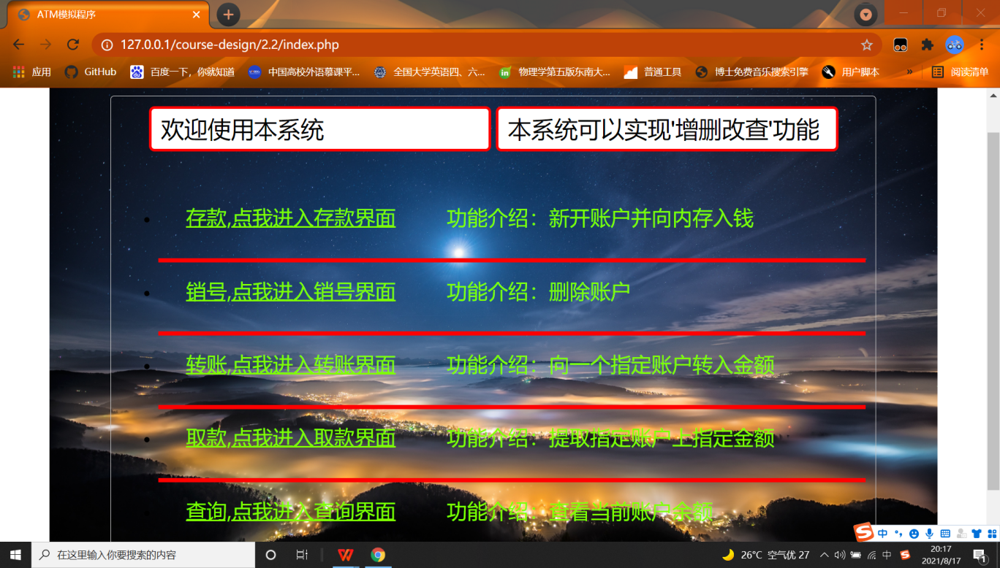 ATM模拟程序
127.0.0.1/course-design/2.2/index.php
应用 GitHub 百度一下，你就知道 中国高校外语慕课平... 全国大学英语四、六... 物理学第五版东南大... 普通工具 博士免费音乐搜索引擎 用户脚本 » 阅读清单
欢迎使用本系统 本系统可以实现'增删改查'功能
存款,点我进入存款界面 功能介绍：新开账户并向内存入钱
销号,点我进入销号界面 功能介绍：删除账户
转账,点我进入转账界面 功能介绍：向一个指定账户转入金额
取款,点我进入取款界面 功能介绍：提取指定账户上指定金额
查询,点我进入查询界面 功能介绍：查看当前账户余额
中
在这里输入你要搜索的内容 26°C 空气优 27 中 20:17
2021/8/17 1